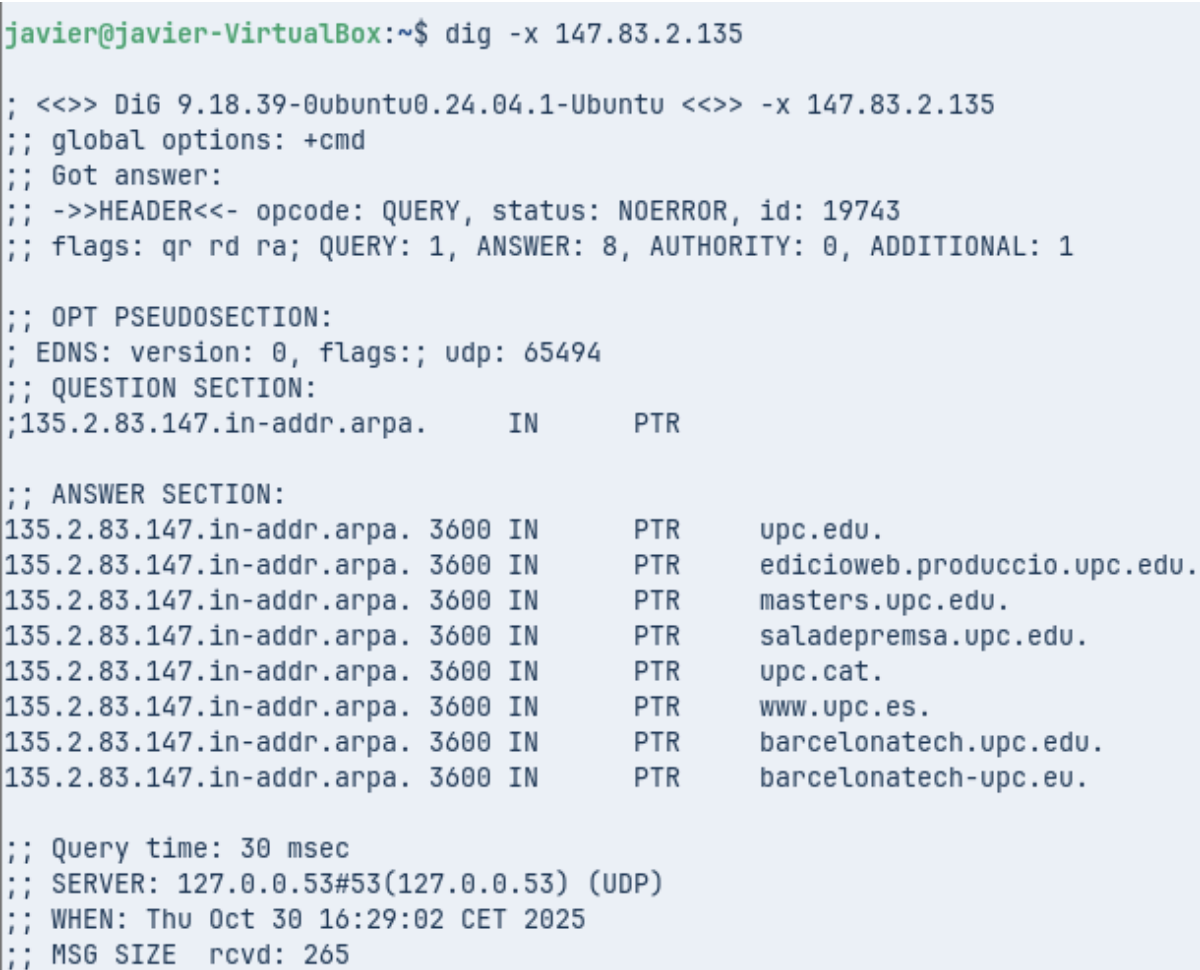 javier@javier-VirtualBox:~$ dig -x 147.83.2.135
; <<>> DiG 9.18.39-0ubuntu0.24.04.1-Ubuntu <<>> -x 147.83.2.135
;; global options: +cmd
;; Got answer:
;; ->>HEADER<<- opcode: QUERY, status: NOERROR, id: 19743
;; flags: qr rd ra; QUERY: 1, ANSWER: 8, AUTHORITY: 0, ADDITIONAL: 1
;; OPT PSEUDOSECTION:
; EDNS: version: 0, flags:; udp: 65494
;; QUESTION SECTION:
;135.2.83.147.in-addr.arpa. IN PTR
;; ANSWER SECTION:
135.2.83.147.in-addr.arpa. 3600 IN PTR upc.edu.
135.2.83.147.in-addr.arpa. 3600 IN PTR edicioweb.produccio.upc.edu.
135.2.83.147.in-addr.arpa. 3600 IN PTR masters.upc.edu.
135.2.83.147.in-addr.arpa. 3600 IN PTR saladepremsa.upc.edu.
135.2.83.147.in-addr.arpa. 3600 IN PTR upc.cat.
135.2.83.147.in-addr.arpa. 3600 IN PTR www.upc.es.
135.2.83.147.in-addr.arpa. 3600 IN PTR barcelonatech.upc.edu.
135.2.83.147.in-addr.arpa. 3600 IN PTR barcelonatech-upc.eu.
;; Query time: 30 msec
;; SERVER: 127.0.0.53#53(127.0.0.53) (UDP)
;; WHEN: Thu Oct 30 16:29:02 CET 2025
;; MSG SIZE rcvd: 265